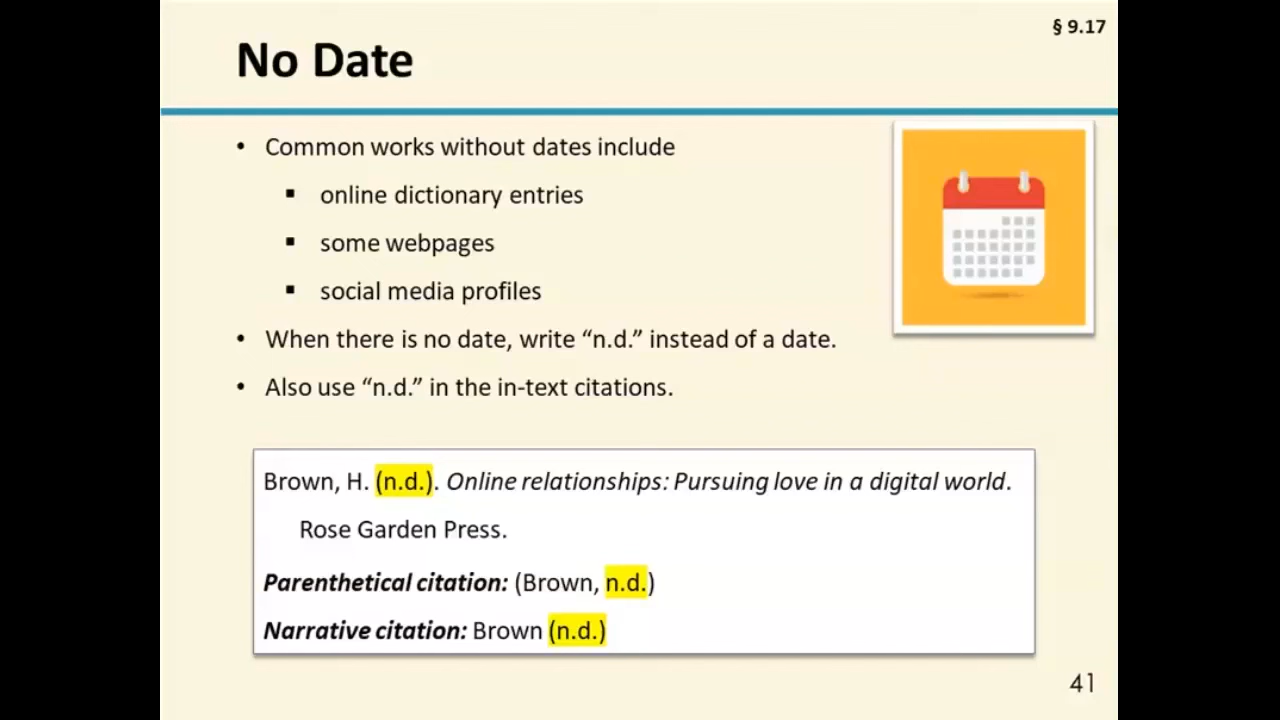 § 9.17
No Date
• Common works without dates include
▪ online dictionary entries
▪ some webpages
▪ social media profiles
• When there is no date, write “n.d.” instead of a date.
• Also use “n.d.” in the in-text citations.
Brown, H. (n.d.). Online relationships: Pursuing love in a digital world.
Rose Garden Press.
Parenthetical citation: (Brown, n.d.)
Narrative citation: Brown (n.d.)
41